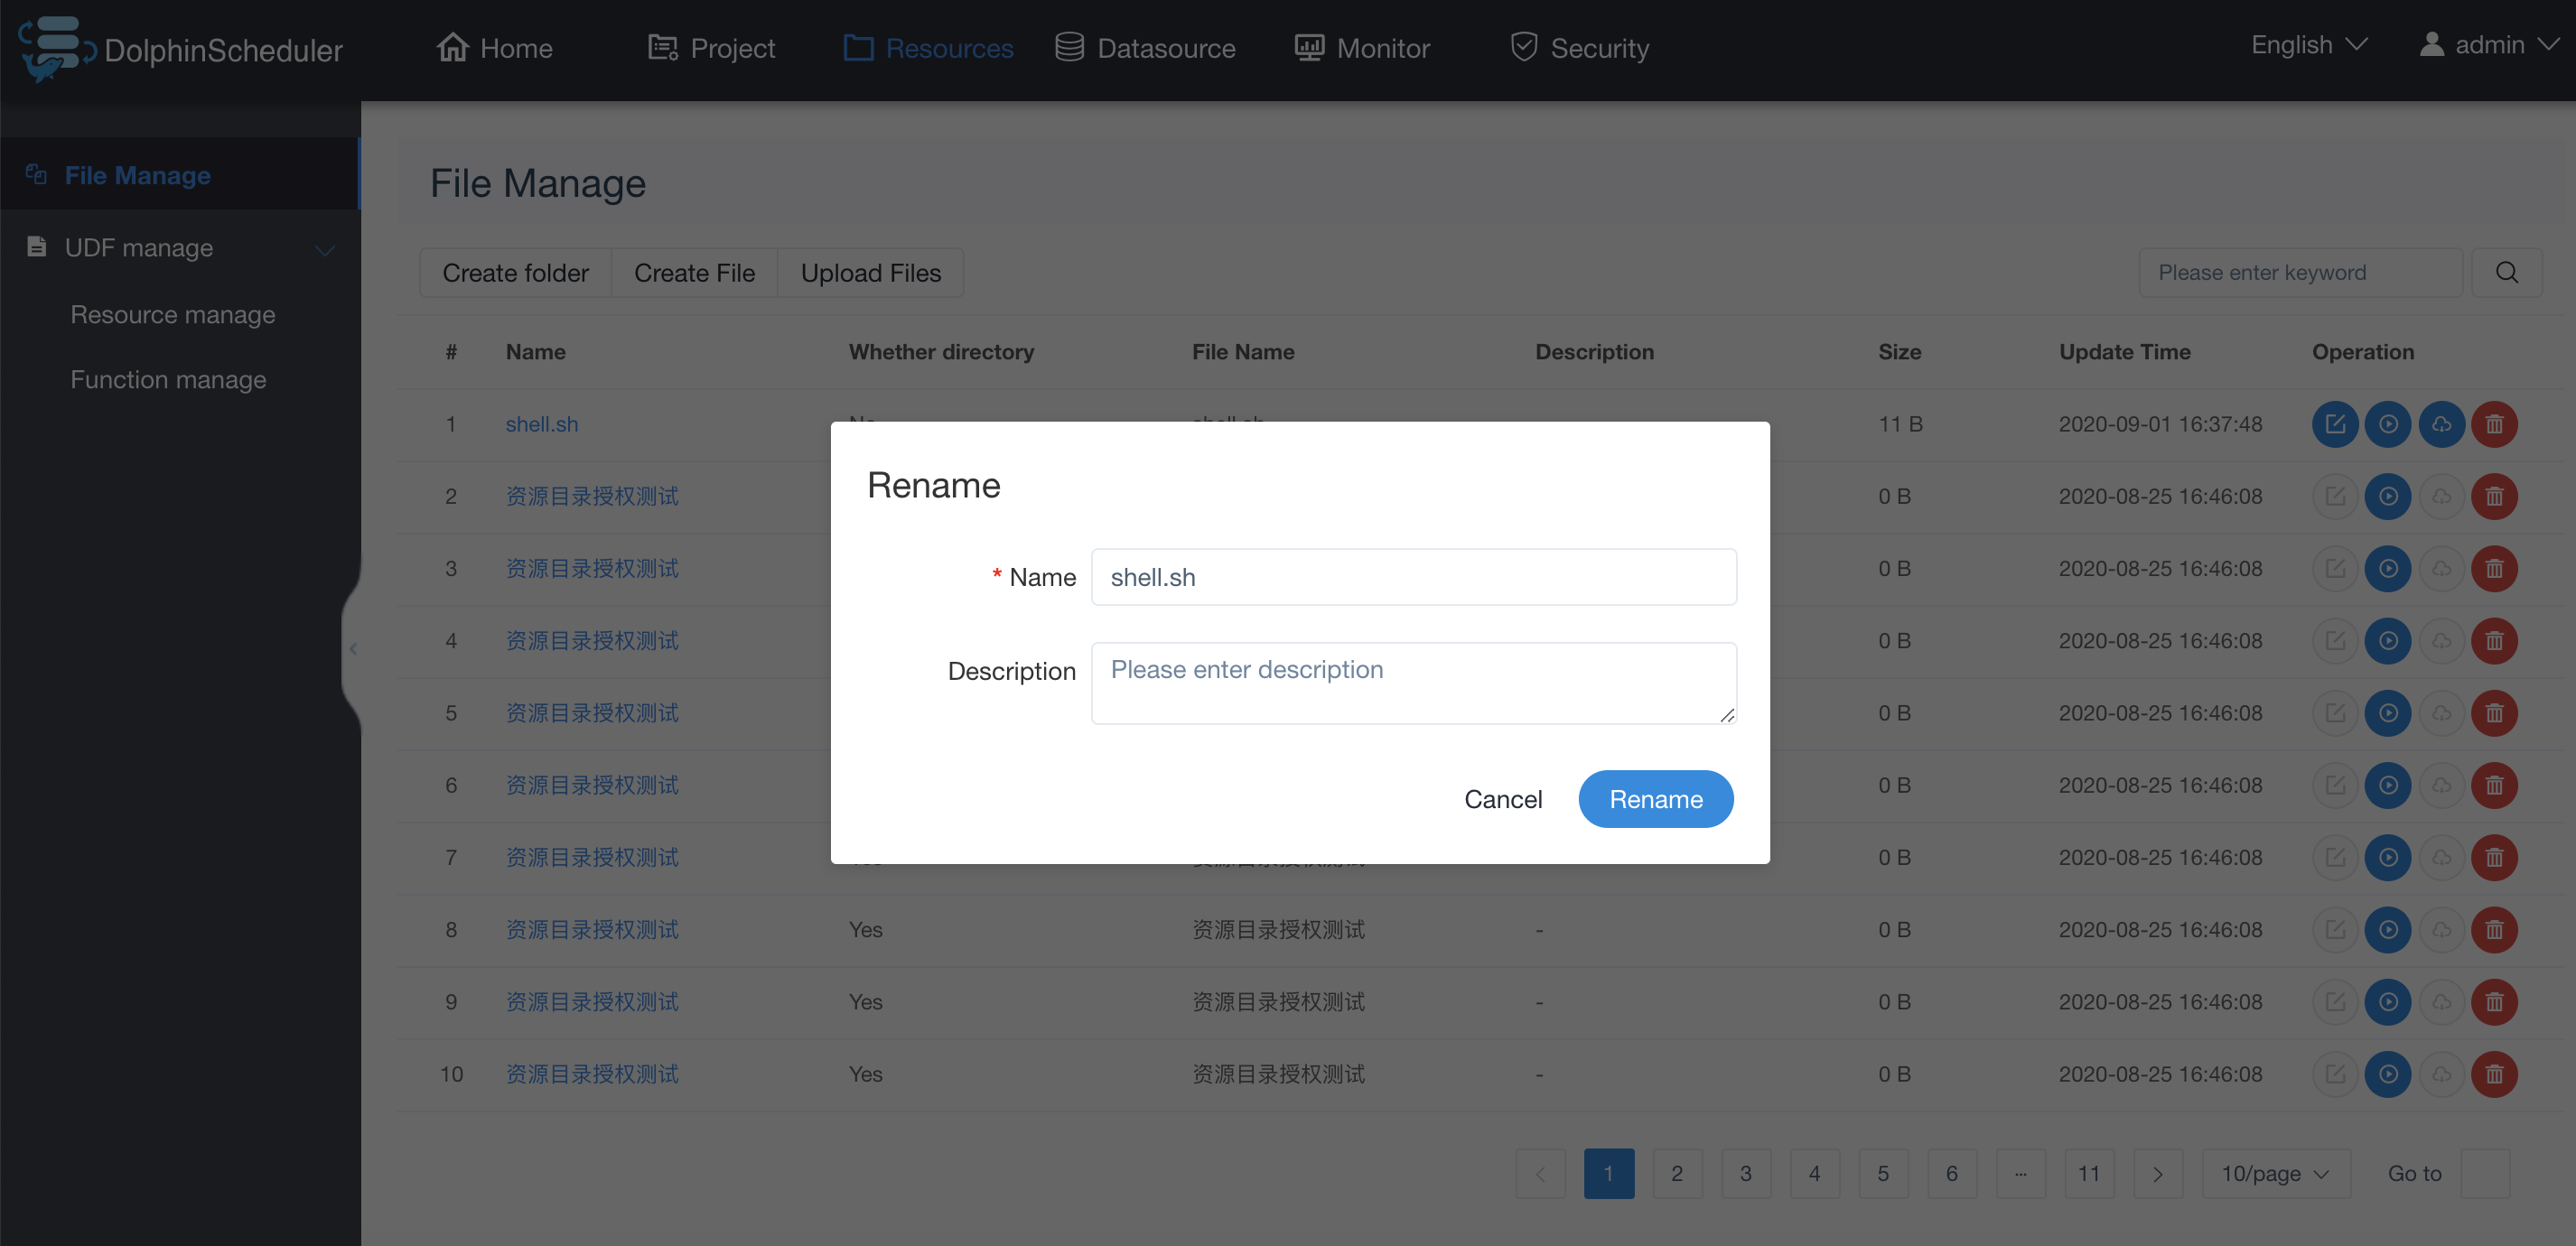 DolphinScheduler
Home Project Resources Datasource Monitor Security English admin
File Manage
UDF manage
Resource manage
Function manage
File Manage
Create folder Create File Upload Files Please enter keyword
# Name Whether directory File Name Description Size Update Time Operation
1 shell.sh No shell.sh 11 B 2020-09-01 16:37:48
2 资源目录授权测试 0 B 2020-08-25 16:46:08
3 资源目录授权测试 0 B 2020-08-25 16:46:08
4 资源目录授权测试 0 B 2020-08-25 16:46:08
5 资源目录授权测试 0 B 2020-08-25 16:46:08
6 资源目录授权测试 0 B 2020-08-25 16:46:08
7 资源目录授权测试 Yes 资源目录授权测试 0 B 2020-08-25 16:46:08
8 资源目录授权测试 Yes 资源目录授权测试 - 0 B 2020-08-25 16:46:08
9 资源目录授权测试 Yes 资源目录授权测试 - 0 B 2020-08-25 16:46:08
10 资源目录授权测试 Yes 资源目录授权测试 - 0 B 2020-08-25 16:46:08
Rename
* Name shell.sh
Description Please enter description
Cancel Rename
1 2 3 4 5 6 ... 11 10/page Go to